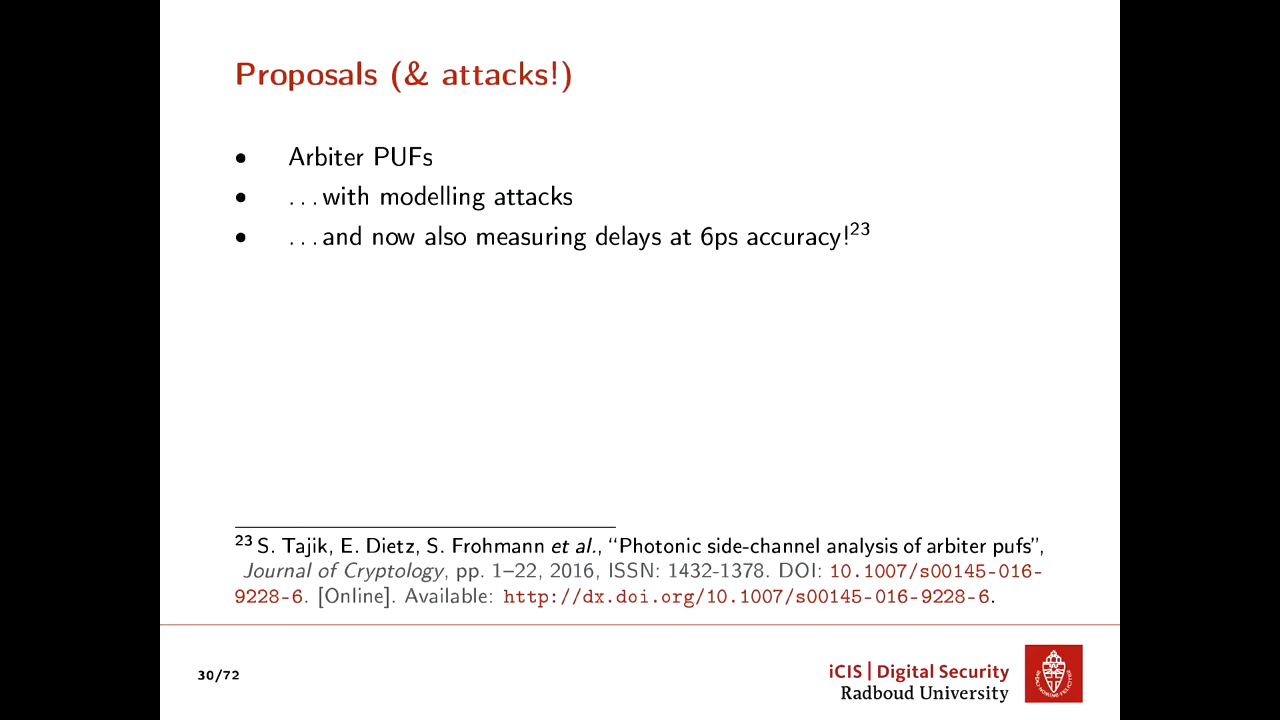 Proposals (& attacks!)
• Arbiter PUFs
• ...with modelling attacks
• ...and now also measuring delays at 6ps accuracy!23
23 S. Tajik, E. Dietz, S. Frohmann et al., “Photonic side-channel analysis of arbiter pufs”,
Journal of Cryptology, pp. 1–22, 2016, ISSN: 1432-1378. DOI: 10.1007/s00145-016-
9228-6. [Online]. Available: http://dx.doi.org/10.1007/s00145-016-9228-6.
30/72
iCIS | Digital Security
Radboud University